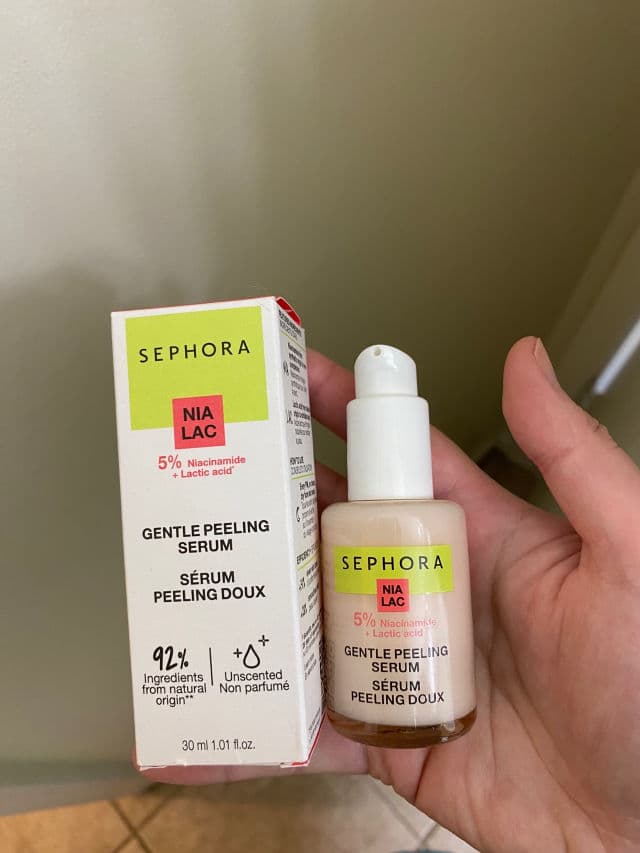 SEPHORA
NIA
LAC
5% Niacinamide
+ Lactic acid*
GENTLE PEELING
SERUM
SÉRUM
PEELING DOUX
92%
Ingredients
from natural
origin**
Unscented
Non parfumé
30 ml 1.01 fl.oz.
SEPHORA
NIA
LAC
5% Niacinamide
+ Lactic acid
GENTLE PEELING
SERUM
SÉRUM
PEELING DOUX